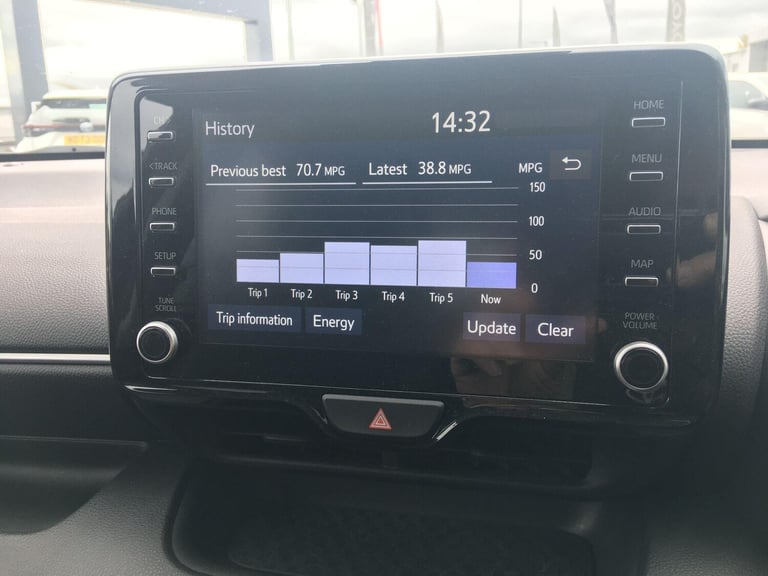 History 14:32
Previous best 70.7 MPG Latest 38.8 MPG MPG
150
100
50
0
Trip 1 Trip 2 Trip 3 Trip 4 Trip 5 Now
Trip information Energy Update Clear
<TRACK
PHONE
SETUP
TUNE
SCROLL
HOME
MENU
AUDIO
MAP
POWER
VOLUME